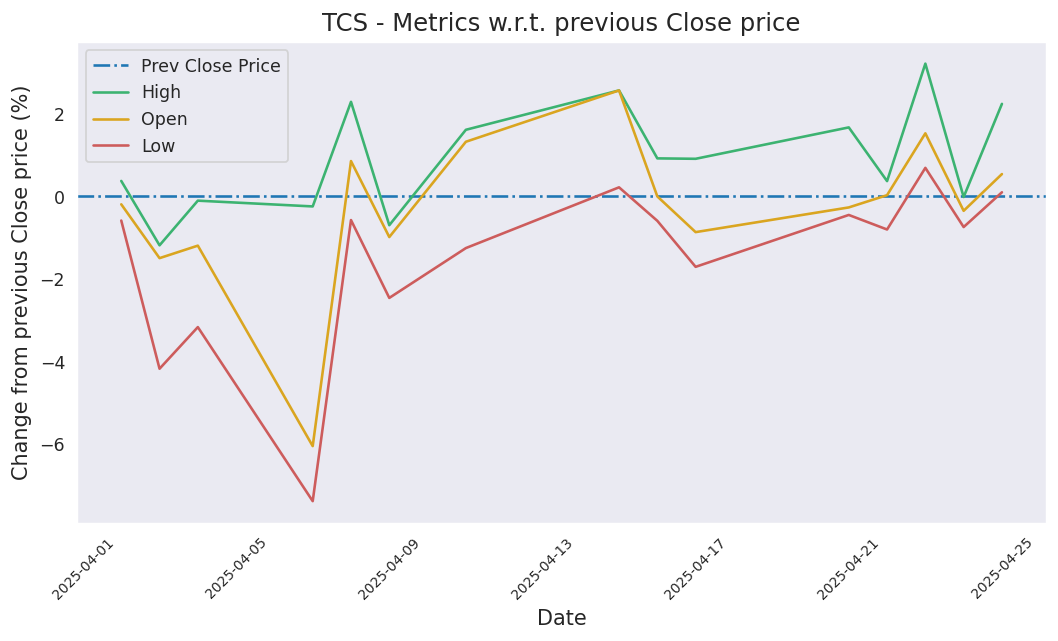 TCS - Metrics w.r.t. previous Close price
Prev Close Price
High
Open
Low
Change from previous Close price (%)
2
0
−2
−4
−6
2025-04-01
2025-04-05
2025-04-09
2025-04-13
2025-04-17
2025-04-21
2025-04-25
Date